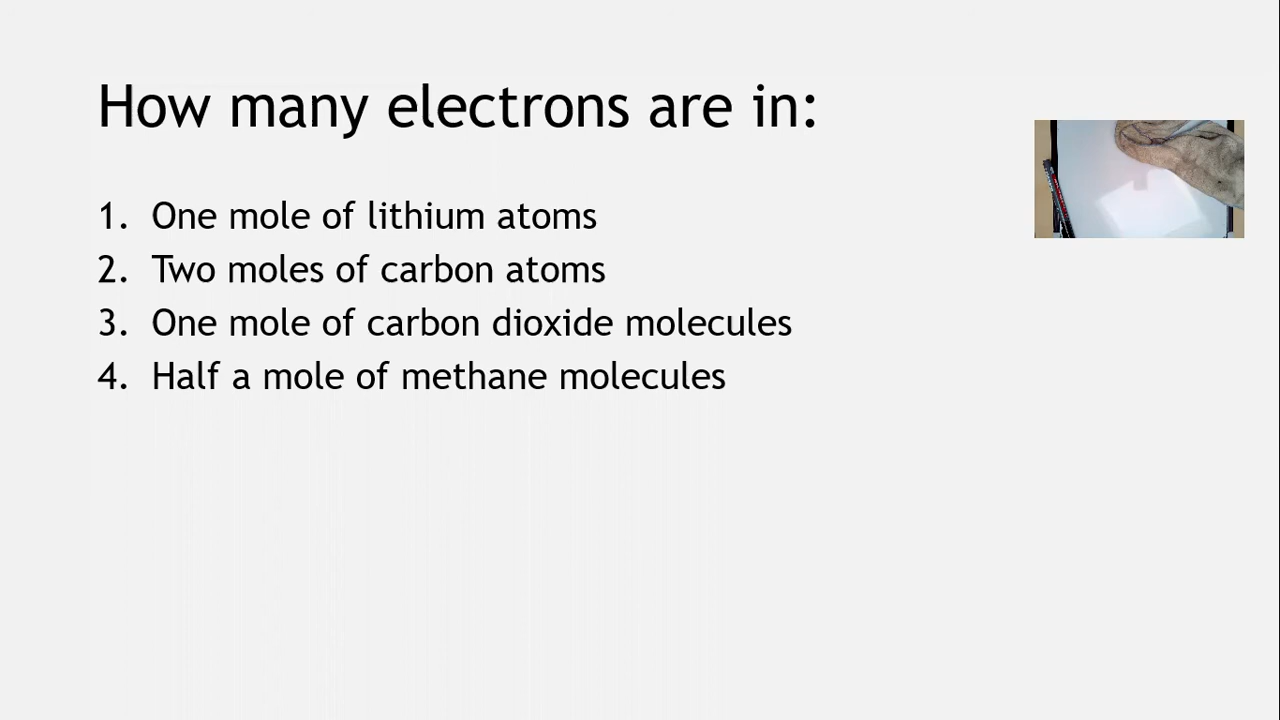 How many electrons are in:
1. One mole of lithium atoms
2. Two moles of carbon atoms
3. One mole of carbon dioxide molecules
4. Half a mole of methane molecules